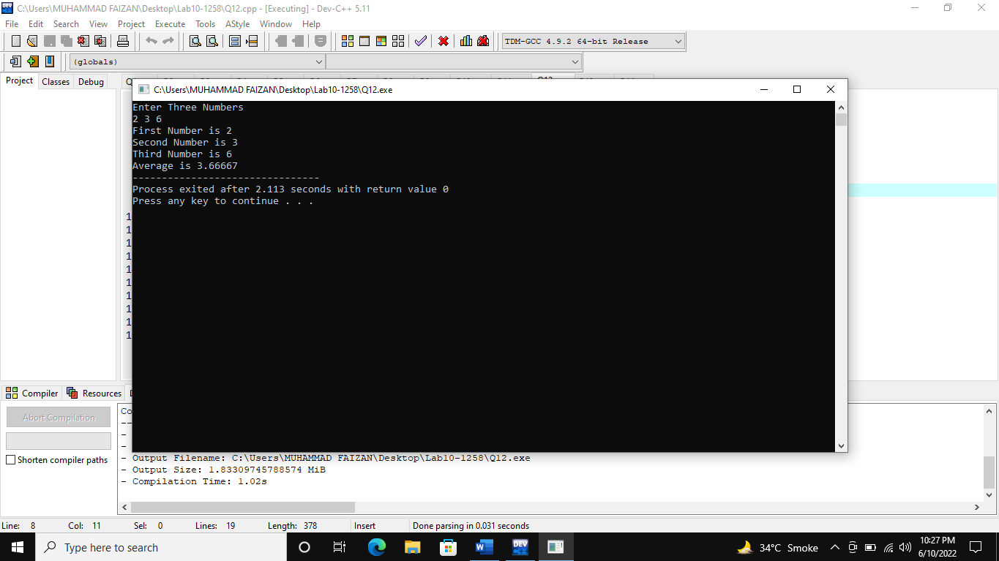 C:\Users\MUHAMMAD FAIZAN\Desktop\Lab10-1258\Q12.cpp - [Executing] - Dev-C++ 5.11
File Edit Search View Project Execute Tools AStyle Window Help
TDM-GCC 4.9.2 64-bit Release
(globals)
Project Classes Debug
C:\Users\MUHAMMAD FAIZAN\Desktop\Lab10-1258\Q12.exe
Enter Three Numbers
2 3 6
First Number is 2
Second Number is 3
Third Number is 6
Average is 3.66667
--------------------------------
Process exited after 2.113 seconds with return value 0
Press any key to continue . . .
Compiler Resources
Abort Compilation
Shorten compiler paths
- Output Filename: C:\Users\MUHAMMAD FAIZAN\Desktop\Lab10-1258\Q12.exe
- Output Size: 1.83309745788574 MiB
- Compilation Time: 1.02s
Line: 8 Col: 11 Sel: 0 Lines: 19 Length: 378 Insert Done parsing in 0.031 seconds
Type here to search
DEV C++
34°C Smoke
10:27 PM
6/10/2022